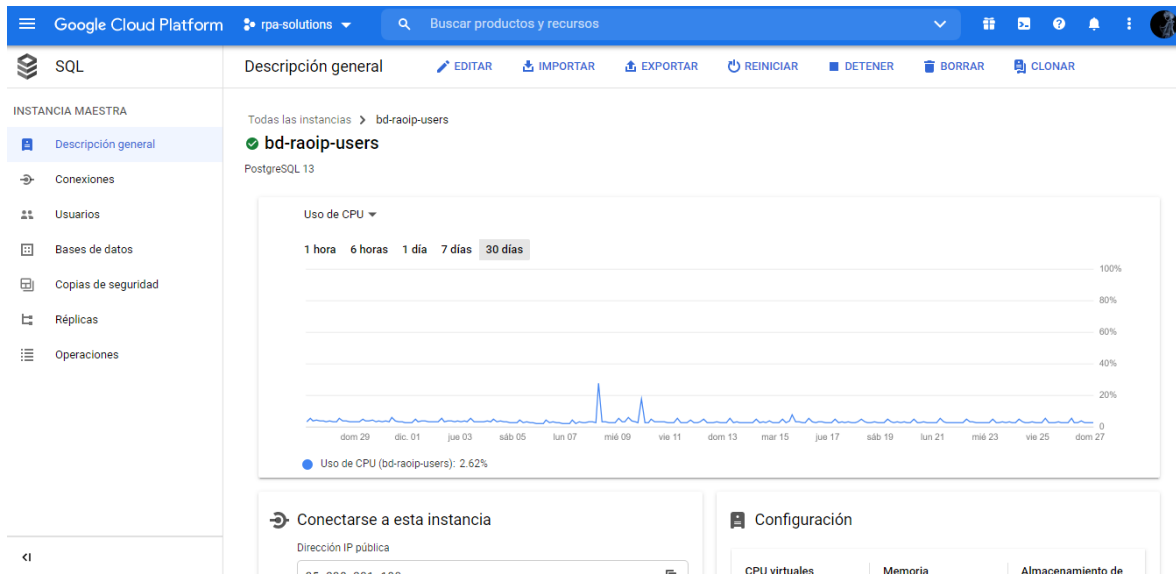 Google Cloud Platform rpa-solutions Buscar productos y recursos
SQL Descripción general EDITAR IMPORTAR EXPORTAR REINICIAR DETENER BORRAR CLONAR
INSTANCIA MAESTRA
Descripción general
Conexiones
Usuarios
Bases de datos
Copias de seguridad
Réplicas
Operaciones
Todas las instancias bd-raoip-users
bd-raoip-users
PostgreSQL 13
Uso de CPU
1 hora 6 horas 1 día 7 días 30 días
100%
80%
60%
40%
20%
0
dom 29 dic. 01 jue 03 sáb 05 lun 07 mié 09 vie 11 dom 13 mar 15 jue 17 sáb 19 lun 21 mié 23 vie 25 dom 27
Uso de CPU (bd-raoip-users): 2.62%
Conectarse a esta instancia
Dirección IP pública
Configuración
CPU virtuales Memoria Almacenamiento de